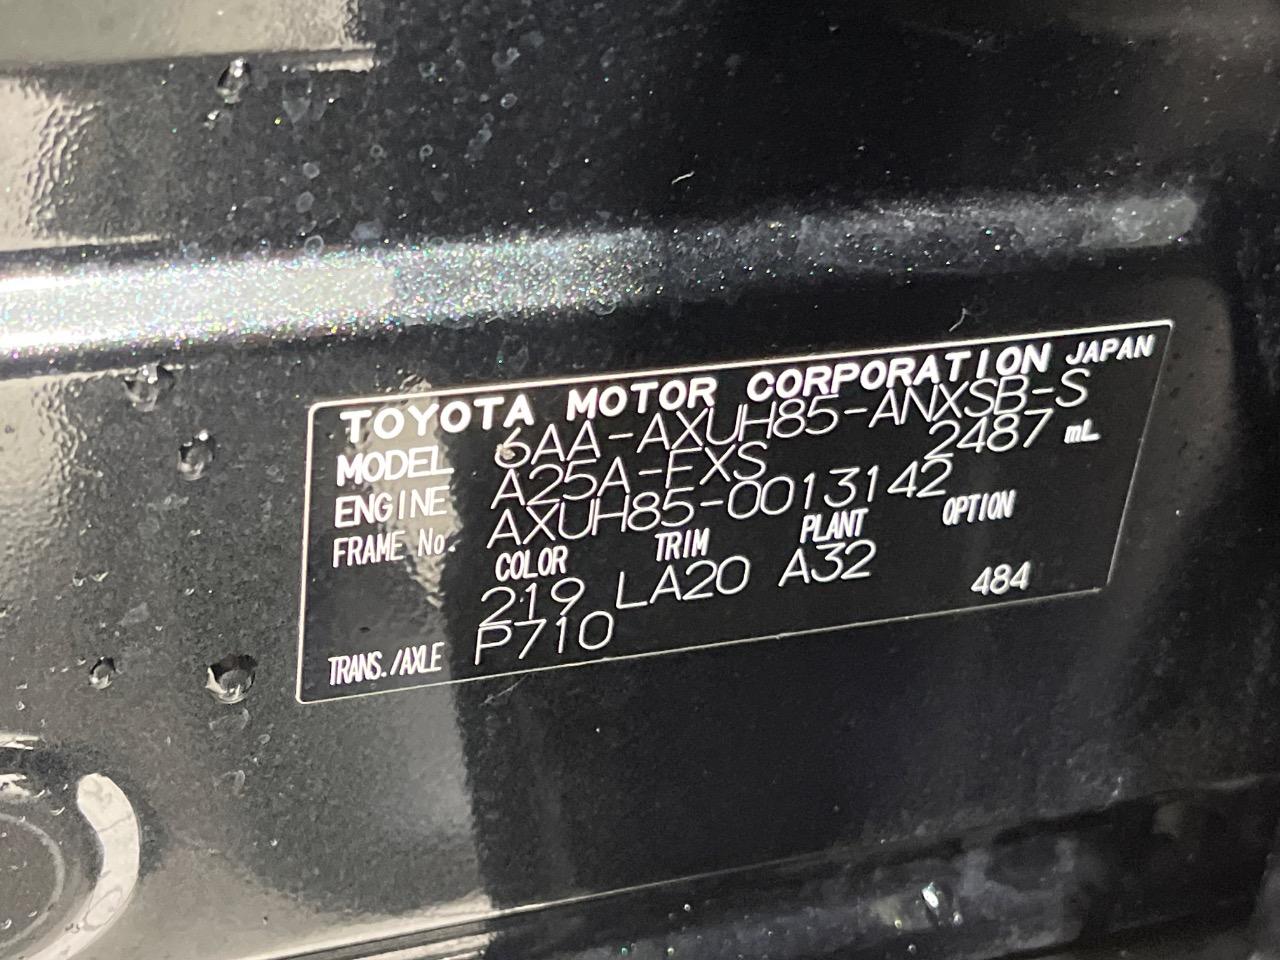 TOYOTA MOTOR CORPORATION JAPAN
MODEL 6AA-AXUH85-ANXSB-S
ENGINE A25A-FXS 2487 mL
FRAME No. AXUH85-0013142
COLOR TRIM PLANT OPTION
219 LA20 A32 484
TRANS./AXLE P710